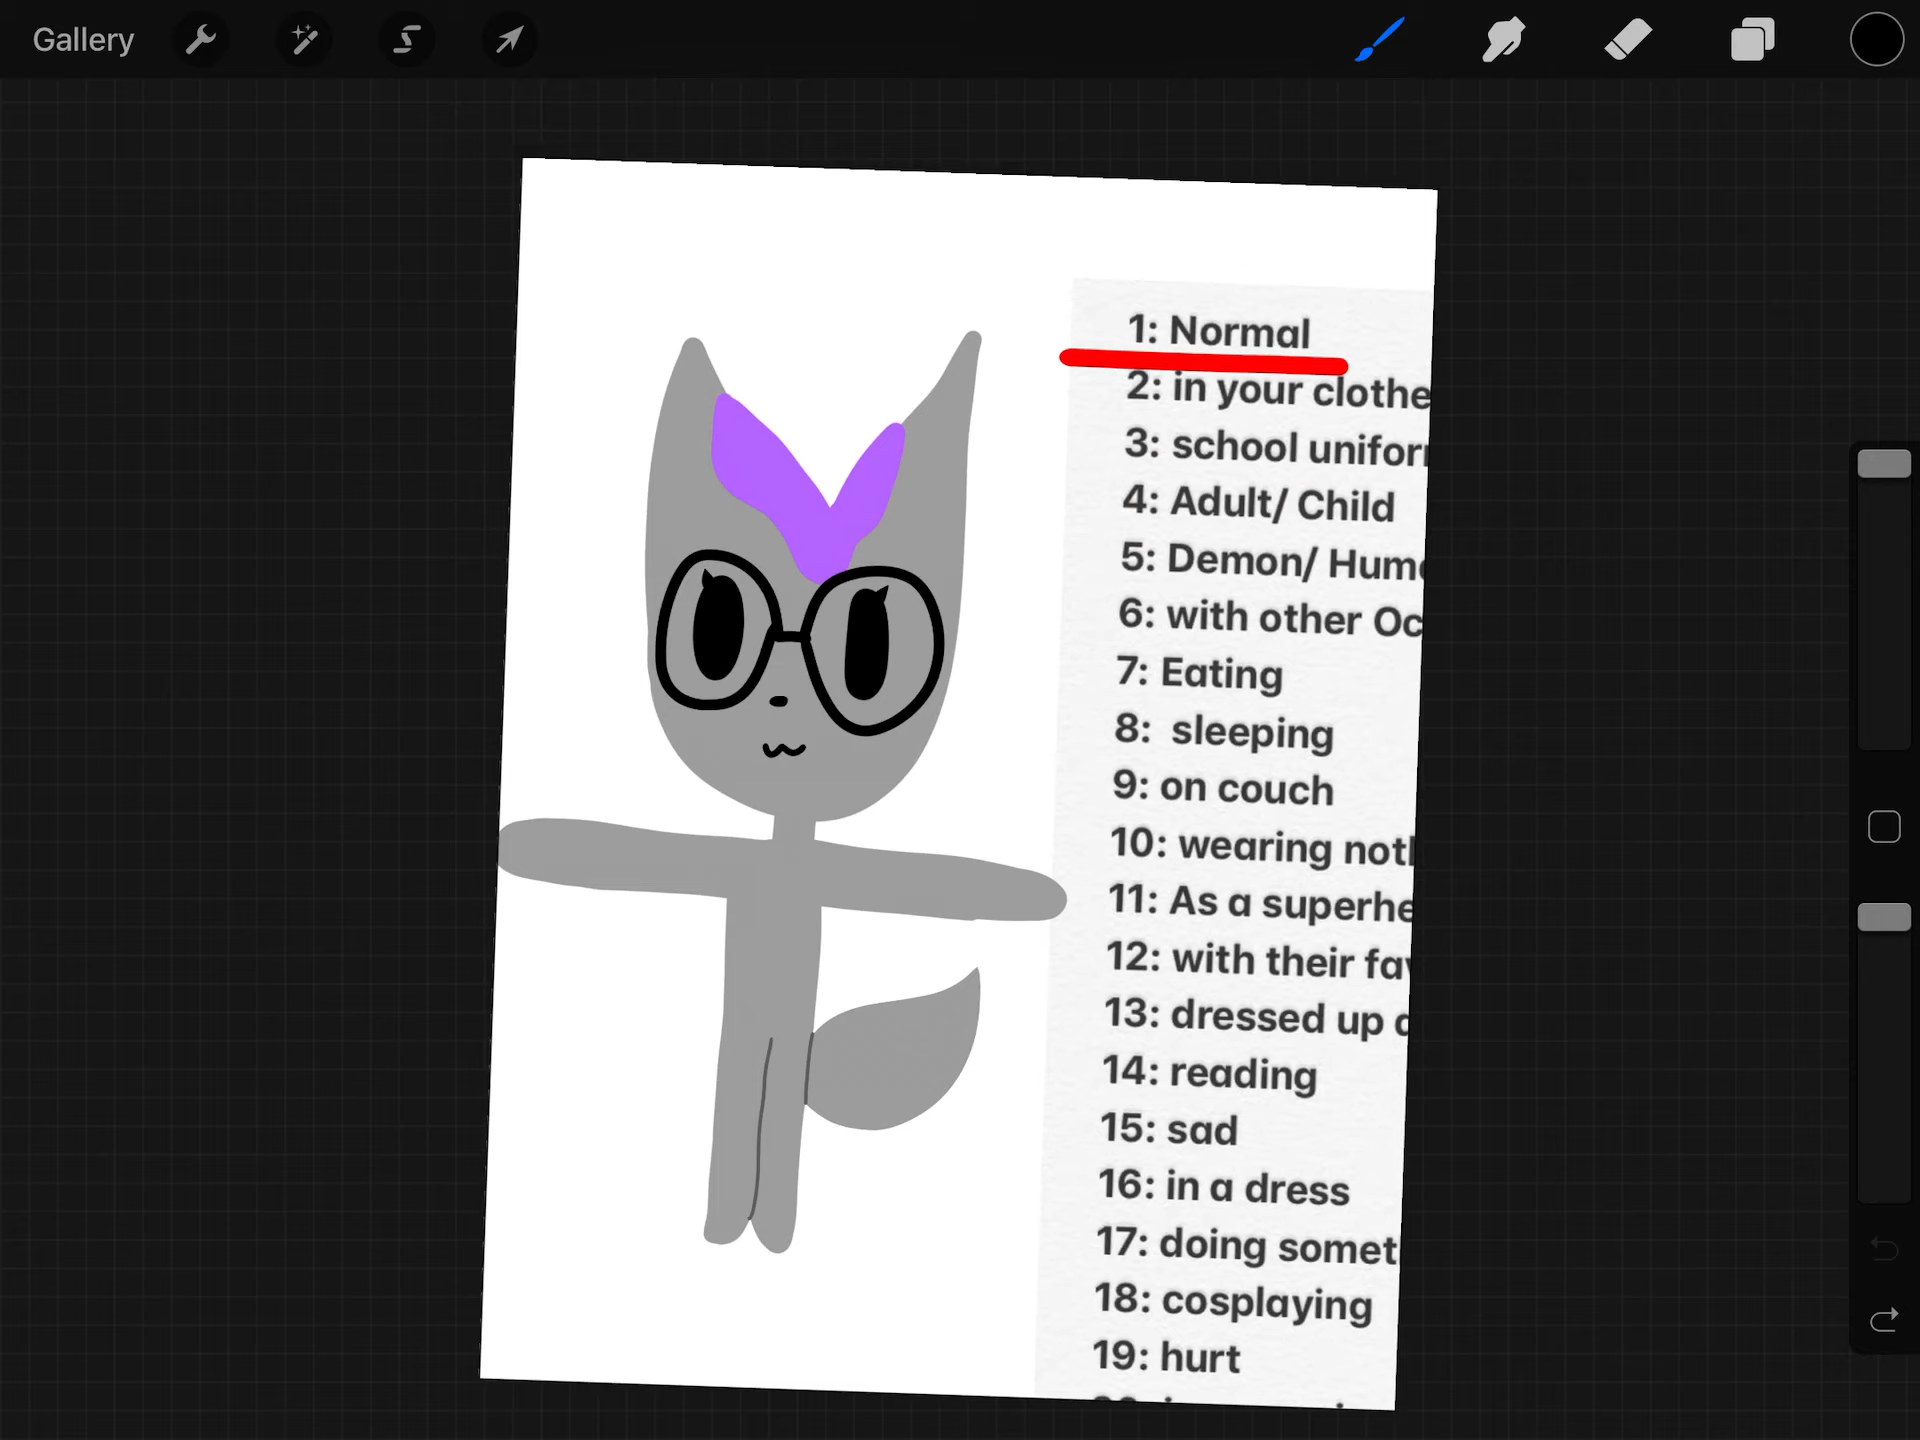 Gallery
1: Normal
2: in your clothe
3: school unifor
4: Adult/ Child
5: Demon/ Hum
6: with other Oc
7: Eating
8: sleeping
9: on couch
10: wearing not
11: As a superhe
12: with their fa
13: dressed up
14: reading
15: sad
16: in a dress
17: doing somet
18: cosplaying
19: hurt